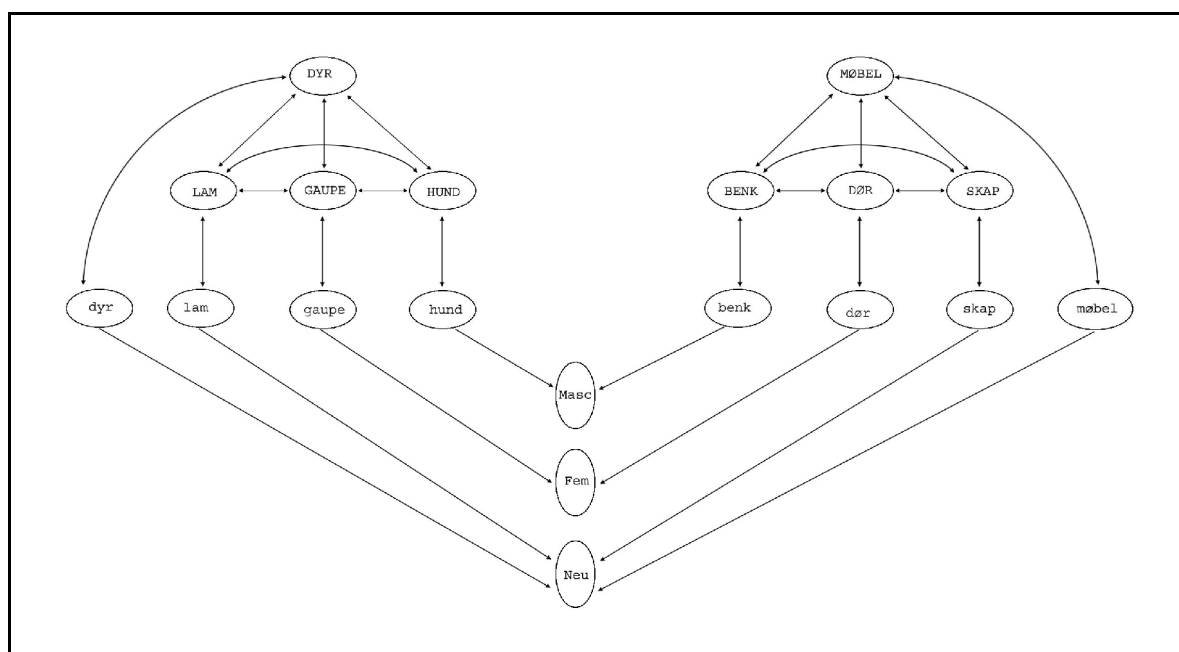 DYR MØBEL
LAM GAUPE HUND BENK DØR SKAP
dyr lam gaupe hund benk dør skap møbel
Masc
Fem
Neu